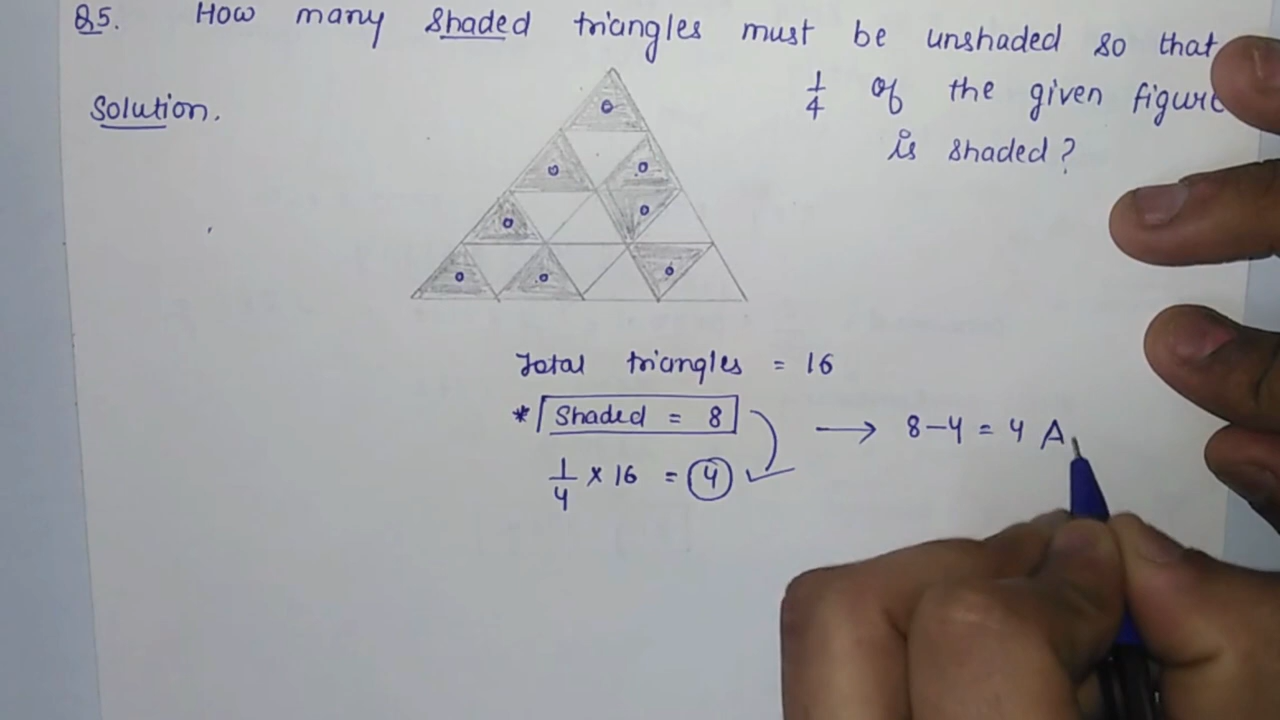 Q5. How many shaded triangles must be unshaded so that
1/4 of the given figure
is shaded?
Solution.
Total triangles = 16
* Shaded = 8 → 8-4 = 4 A
1/4 × 16 = 4